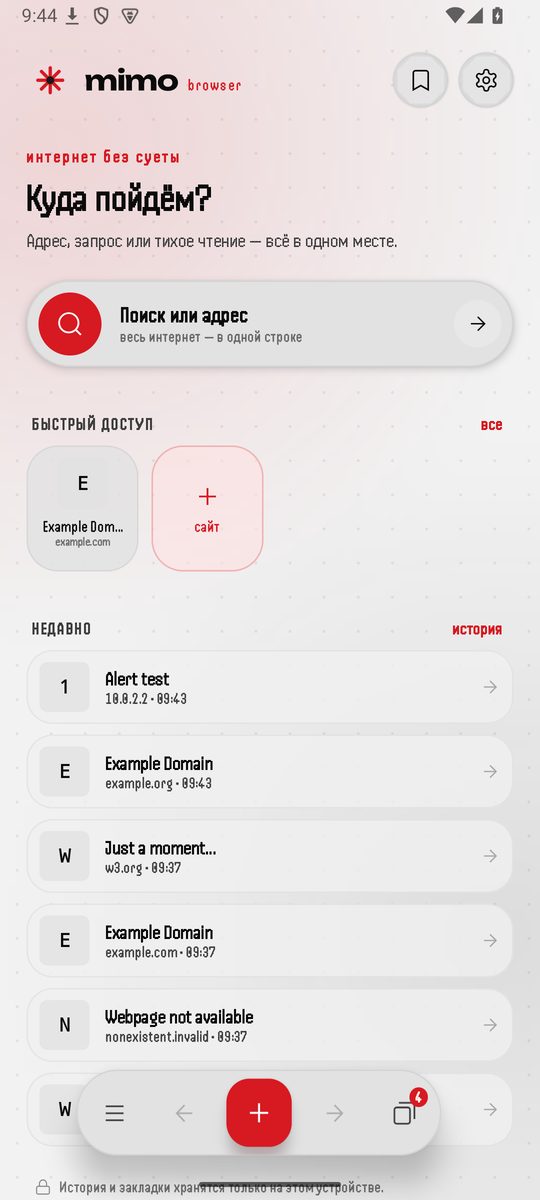 9:44
mimo browser
интернет без суеты
Куда пойдём?
Адрес, запрос или тихое чтение — всё в одном месте.
Поиск или адрес
весь интернет — в одной строке
БЫСТРЫЙ ДОСТУП
все
E
Example Dom...
example.com
сайт
НЕДАВНО
история
1
Alert test
10.0.2.2 · 09:43
E
Example Domain
example.org · 09:43
W
Just a moment...
w3.org · 09:37
E
Example Domain
example.com · 09:37
N
Webpage not available
nonexistent.invalid · 09:37
W
История и закладки хранятся только на этом устройстве.